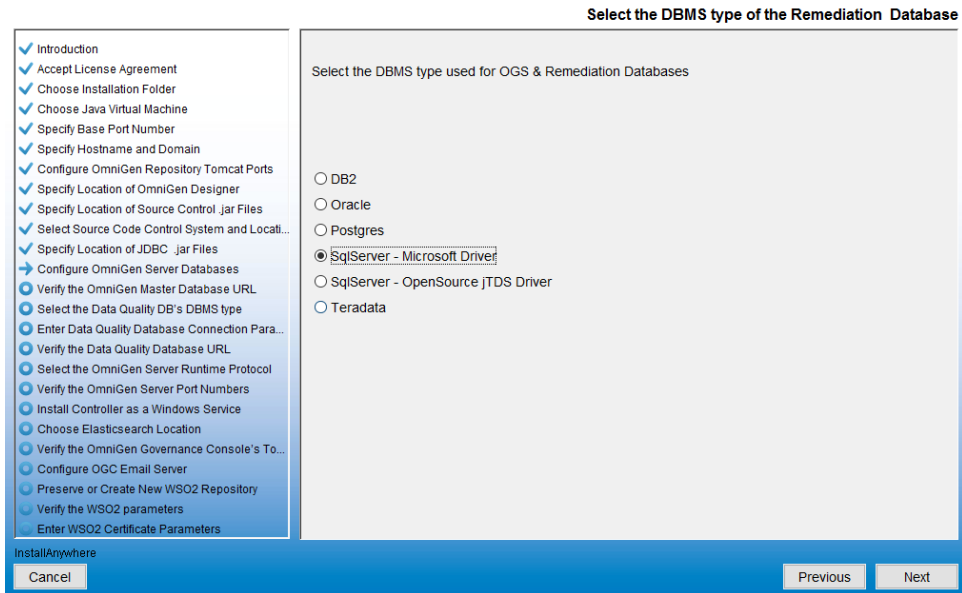 Select the DBMS type of the Remediation Database
Introduction
Accept License Agreement
Choose Installation Folder
Choose Java Virtual Machine
Specify Base Port Number
Specify Hostname and Domain
Configure OmniGen Repository Tomcat Ports
Specify Location of OmniGen Designer
Specify Location of Source Control .jar Files
Select Source Code Control System and Locati...
Specify Location of JDBC .jar Files
Configure OmniGen Server Databases
Verify the OmniGen Master Database URL
Select the Data Quality DB's DBMS type
Enter Data Quality Database Connection Para...
Verify the Data Quality Database URL
Select the OmniGen Server Runtime Protocol
Verify the OmniGen Server Port Numbers
Install Controller as a Windows Service
Choose Elasticsearch Location
Verify the OmniGen Governance Console's To...
Configure OGC Email Server
Preserve or Create New WSO2 Repository
Verify the WSO2 parameters
Enter WSO2 Certificate Parameters
Select the DBMS type used for OGS & Remediation Databases
DB2
Oracle
Postgres
SqlServer - Microsoft Driver
SqlServer - OpenSource jTDS Driver
Teradata
InstallAnywhere
Cancel
Previous
Next